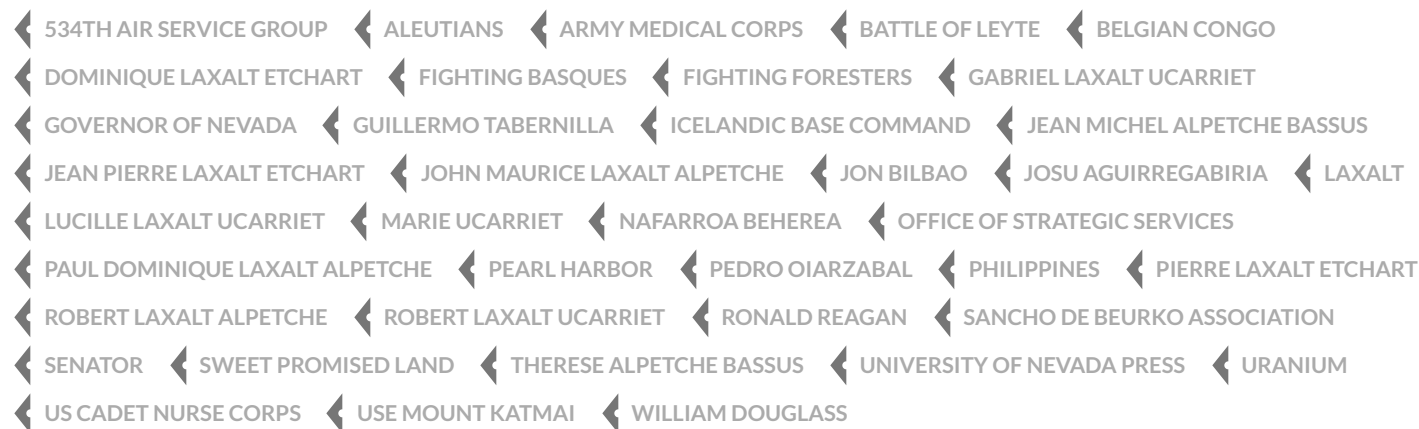 534TH AIR SERVICE GROUP ALEUTIANS ARMY MEDICAL CORPS BATTLE OF LEYTE BELGIAN CONGO
DOMINIQUE LAXALT ETCHART FIGHTING BASQUES FIGHTING FORESTERS GABRIEL LAXALT UCARRIET
GOVERNOR OF NEVADA GUILLERMO TABERNILLA ICELANDIC BASE COMMAND JEAN MICHEL ALPETCHE BASSUS
JEAN PIERRE LAXALT ETCHART JOHN MAURICE LAXALT ALPETCHE JON BILBAO JOSU AGUIRREGABIRIA LAXALT
LUCILLE LAXALT UCARRIET MARIE UCARRIET NAFARROA BEHEREA OFFICE OF STRATEGIC SERVICES
PAUL DOMINIQUE LAXALT ALPETCHE PEARL HARBOR PEDRO OIARZABAL PHILIPPINES PIERRE LAXALT ETCHART
ROBERT LAXALT ALPETCHE ROBERT LAXALT UCARRIET RONALD REAGAN SANCHO DE BEURKO ASSOCIATION
SENATOR SWEET PROMISED LAND THERESE ALPETCHE BASSUS UNIVERSITY OF NEVADA PRESS URANIUM
US CADET NURSE CORPS USE MOUNT KATMAI WILLIAM DOUGLASS